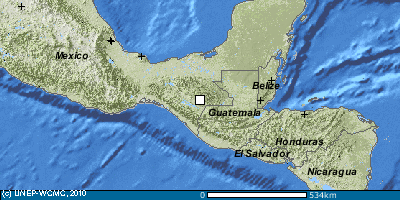 Mexico
Belize
Guatemala
Honduras
El Salvador
Nicaragua
(c) UNEP-WCMC, 2010
0 534km